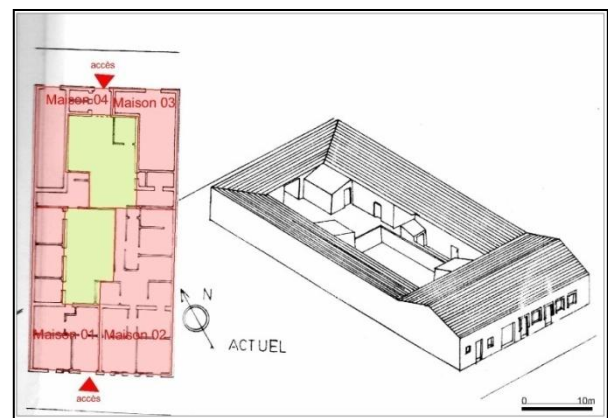 accès
Maison 04
Maison 03
Maison 01
Maison 02
accès
N
ACTUEL
0 10m